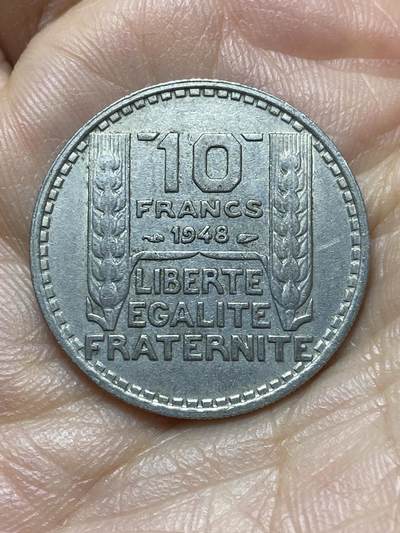 10
FRANCS
1948
LIBERTE
EGALITE
FRATERNITE